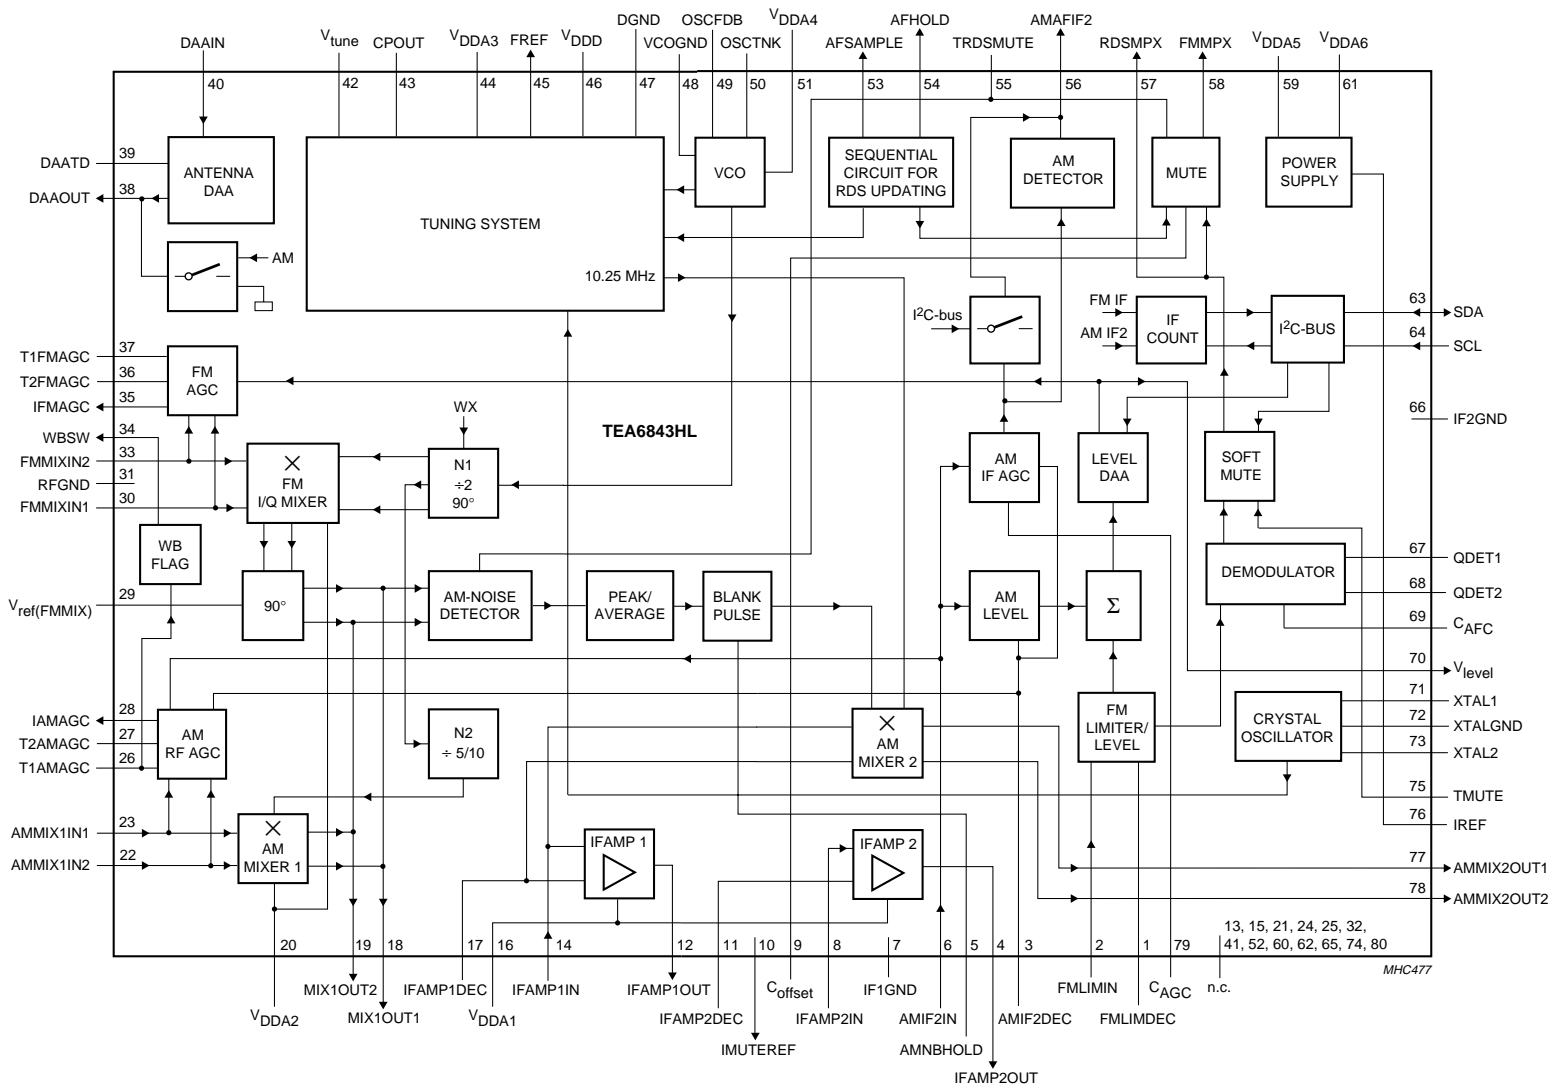 DGND OSCFDB V_DDA4 AFHOLD AMAFIF2
DAAIN V_tune CPOUT V_DDA3 FREF V_DDD VCOGND OSCTNK AFSAMPLE TRDSMUTE RDSMPX FMMPX V_DDA5 V_DDA6
40 42 43 44 45 46 47 48 49 50 51 53 54 55 56 57 58 59 61
DAATD 39
DAAOUT 38
ANTENNA
DAA
TUNING SYSTEM
10.25 MHz
VCO
SEQUENTIAL
CIRCUIT FOR
RDS UPDATING
AM
DETECTOR
MUTE
POWER
SUPPLY
AM
I²C-bus
FM IF
AM IF2
IF
COUNT
I²C-BUS
63 SDA
64 SCL
66 IF2GND
T1FMAGC 37
T2FMAGC 36
IFMAGC 35
WBSW 34
FMMIXIN2 33
RFGND 31
FMMIXIN1 30
FM
AGC
WX
TEA6843HL
×
FM
I/Q MIXER
N1
÷2
90°
AM
IF AGC
LEVEL
DAA
SOFT
MUTE
WB
FLAG
V_ref(FMMIX) 29
90°
AM-NOISE
DETECTOR
PEAK/
AVERAGE
BLANK
PULSE
AM
LEVEL
Σ
DEMODULATOR
67 QDET1
68 QDET2
69 C_AFC
70 V_level
71 XTAL1
72 XTALGND
73 XTAL2
75 TMUTE
76 IREF
77 AMMIX2OUT1
78 AMMIX2OUT2
IAMAGC 28
T2AMAGC 27
T1AMAGC 26
AM
RF AGC
N2
÷ 5/10
×
AM
MIXER 2
FM
LIMITER/
LEVEL
CRYSTAL
OSCILLATOR
AMMIX1IN1 23
AMMIX1IN2 22
×
AM
MIXER 1
IFAMP 1
IFAMP 2
13, 15, 21, 24, 25, 32,
41, 52, 60, 62, 65, 74, 80
20 19 18 17 16 14 12 11 10 9 8 7 6 5 4 3 2 1 79
MHC477
MIX1OUT2 IFAMP1DEC IFAMP1IN IFAMP1OUT C_offset IF1GND FMLIMIN C_AGC n.c.
V_DDA2 MIX1OUT1 V_DDA1 IFAMP2DEC IFAMP2IN AMIF2IN AMIF2DEC FMLIMDEC
IMUTEREF AMNBHOLD
IFAMP2OUT